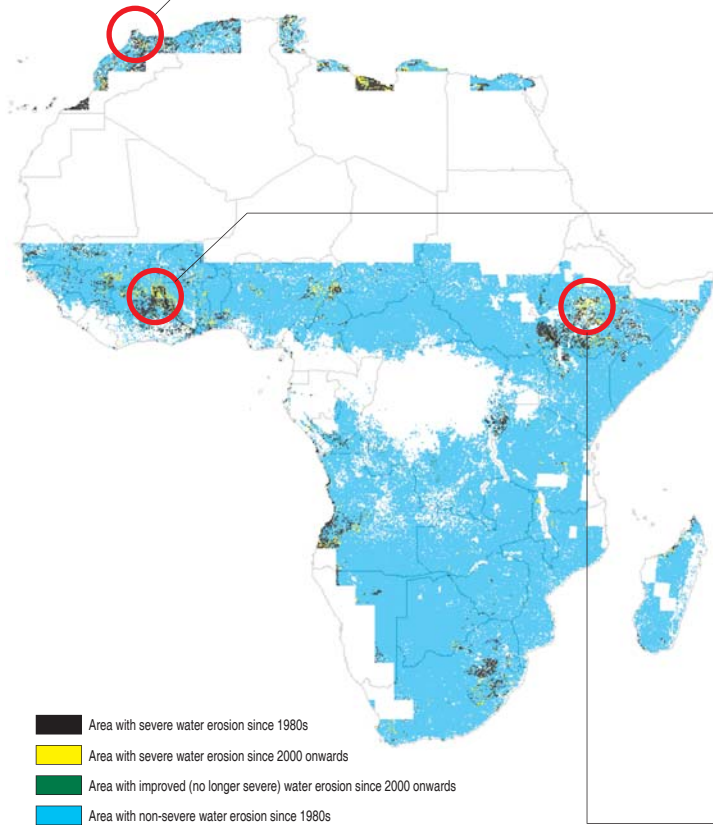 Area with severe water erosion since 1980s
Area with severe water erosion since 2000 onwards
Area with improved (no longer severe) water erosion since 2000 onwards
Area with non-severe water erosion since 1980s